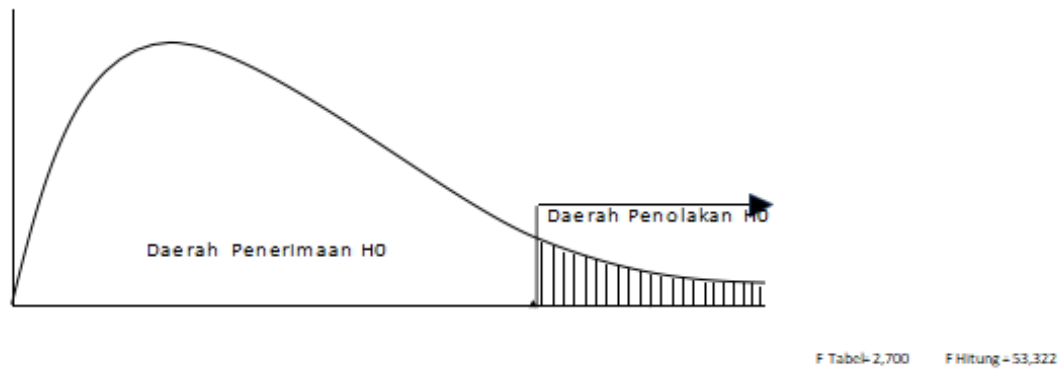 Daerah Penolakan H0
Daerah Penerimaan H0
F Tabel=2,700 F Hitung=53,322